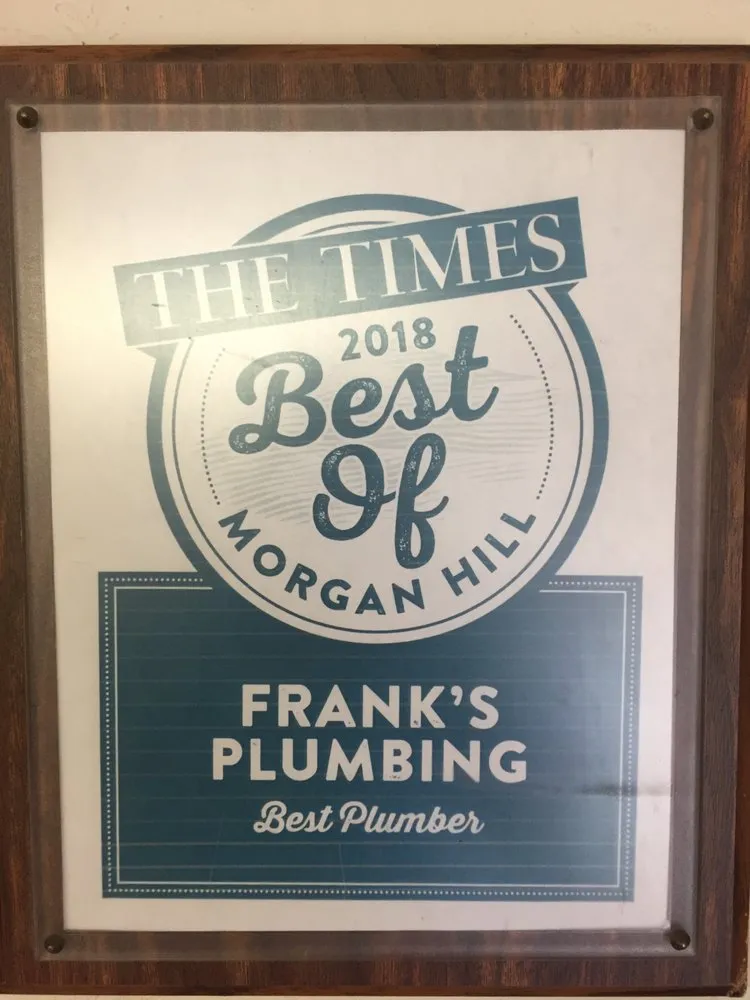 THE TIMES
2018
Best
Of
MORGAN HILL
FRANK'S
PLUMBING
Best Plumber